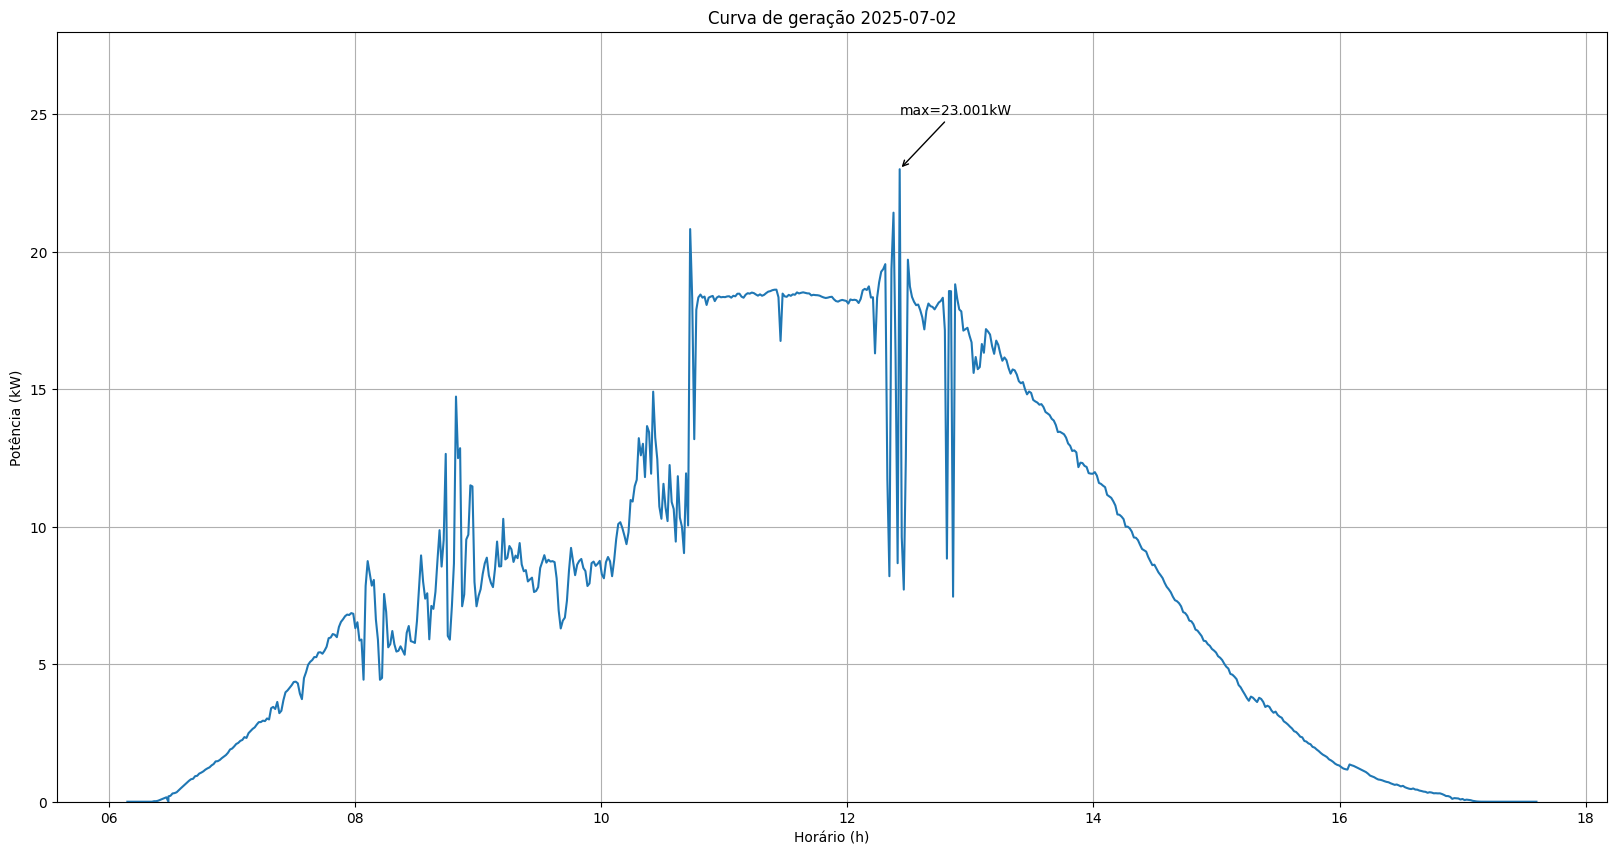 Curva de geração 2025-07-02
max=23.001kW
25
20
15
10
5
0
Potência (kW)
06 08 10 12 14 16 18
Horário (h)